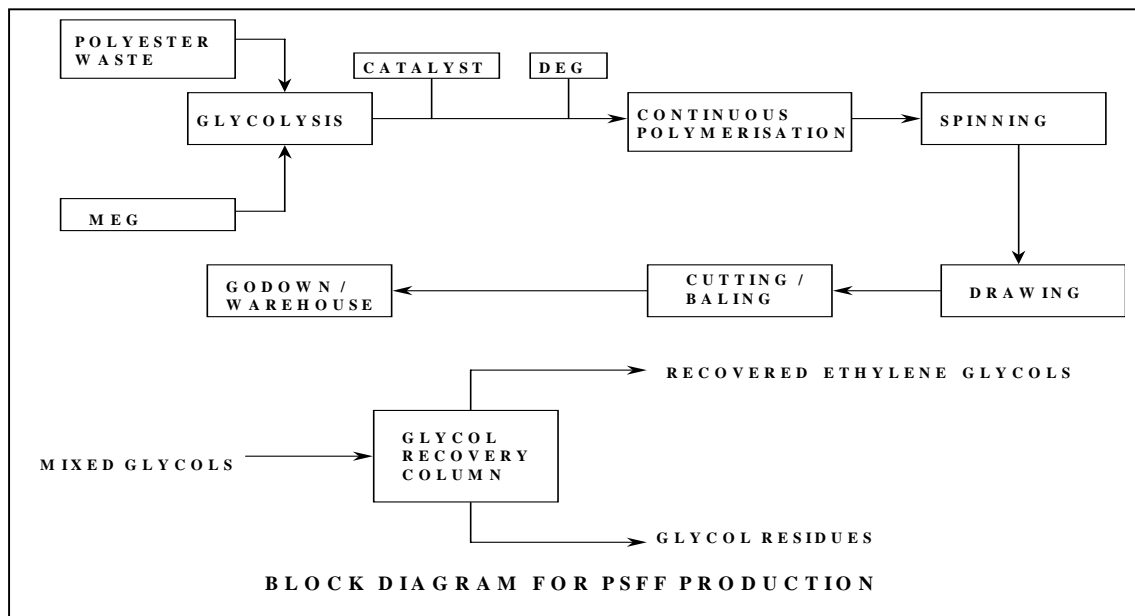 POLYESTER
WASTE
CATALYST
DEG
GLYCOLYSIS
CONTINUOUS
POLYMERISATION
SPINNING
MEG
GODOWN /
WAREHOUSE
CUTTING /
BALING
DRAWING
RECOVERED ETHYLENE GLYCOLS
MIXED GLYCOLS
GLYCOL
RECOVERY
COLUMN
GLYCOL RESIDUES
BLOCK DIAGRAM FOR PSFF PRODUCTION